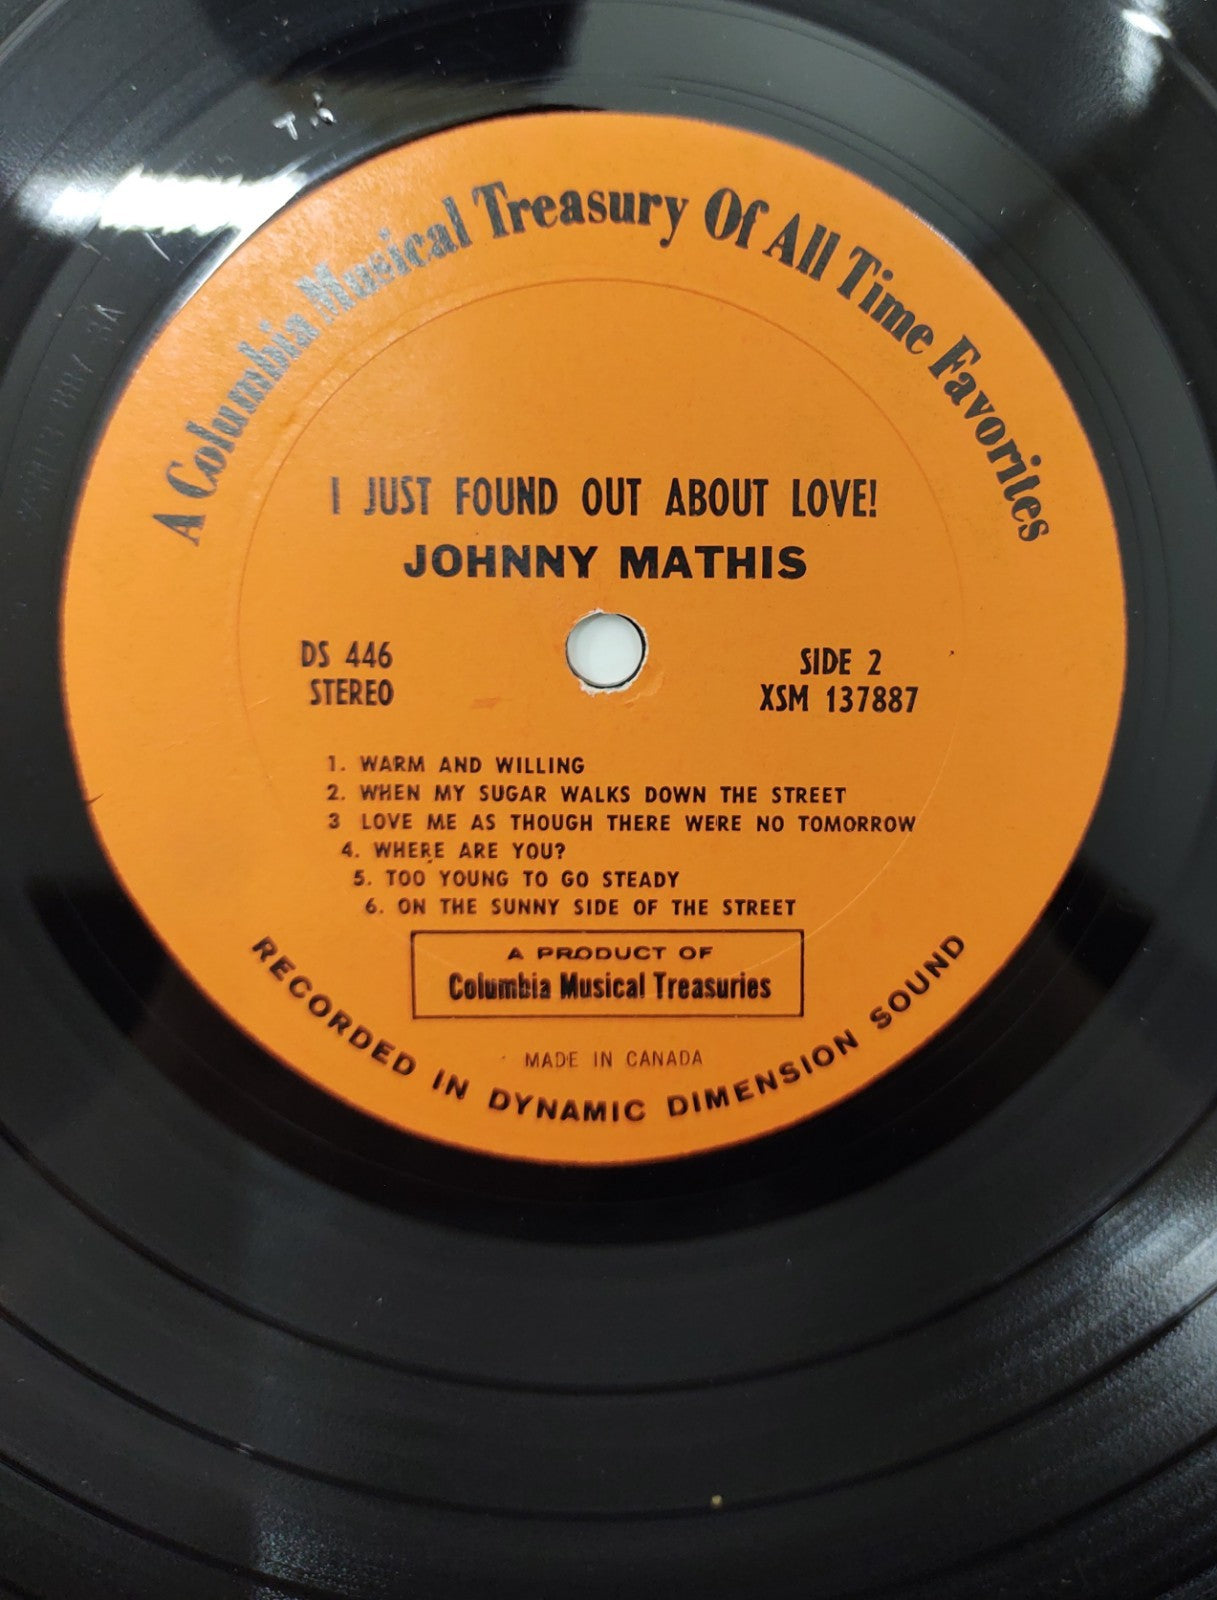 A Columbia Musical Treasury Of All Time Favorites
I JUST FOUND OUT ABOUT LOVE!
JOHNNY MATHIS
DS 446
STEREO
SIDE 2
XSM 137887
1. WARM AND WILLING
2. WHEN MY SUGAR WALKS DOWN THE STREET
3 LOVE ME AS THOUGH THERE WERE NO TOMORROW
4. WHERE ARE YOU?
5. TOO YOUNG TO GO STEADY
6. ON THE SUNNY SIDE OF THE STREET
A PRODUCT OF
Columbia Musical Treasuries
MADE IN CANADA
RECORDED IN DYNAMIC DIMENSION SOUND